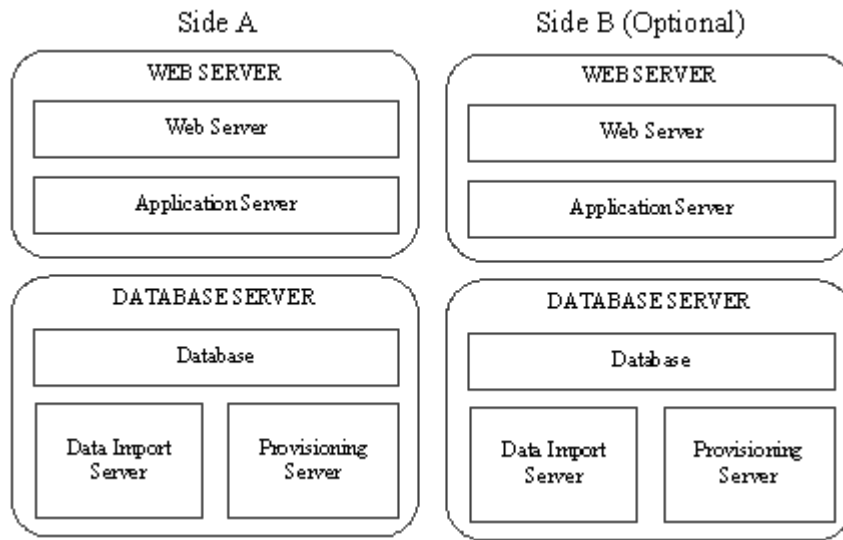 Side A
WEB SERVER
Web Server
Application Server
DATABASE SERVER
Database
Data Import
Server
Provisioning
Server
Side B (Optional)
WEB SERVER
Web Server
Application Server
DATABASE SERVER
Database
Data Import
Server
Provisioning
Server